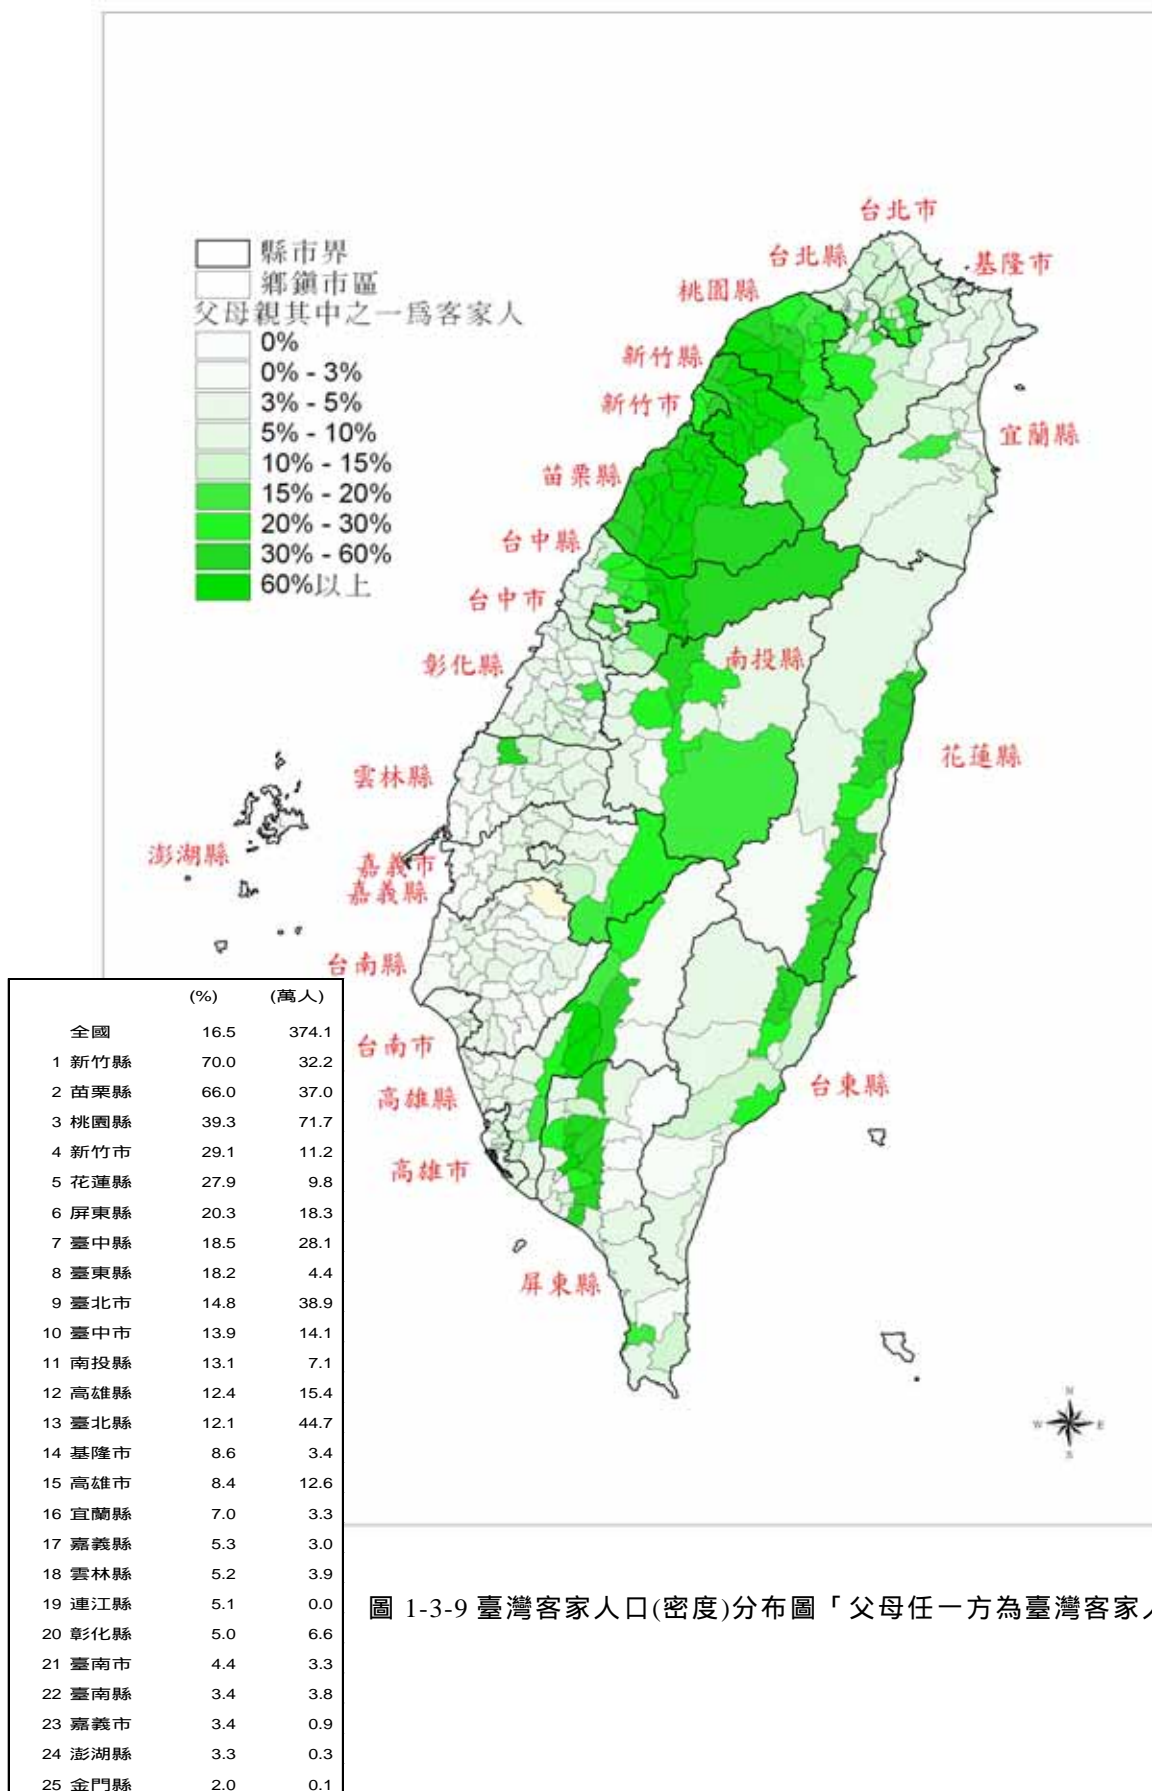 台北市
台北縣
基隆市
桃園縣
新竹縣
新竹市
宜蘭縣
苗栗縣
台中縣
台中市
彰化縣
南投縣
花蓮縣
雲林縣
澎湖縣
嘉義市
嘉義縣
台南縣
台南市
高雄縣
台東縣
高雄市
屏東縣
縣市界
鄉鎮市區
父母親其中之一為客家人
0%
0% - 3%
3% - 5%
5% - 10%
10% - 15%
15% - 20%
20% - 30%
30% - 60%
60%以上
N
W E
S
(%) (萬人)
全國 16.5 374.1
1 新竹縣 70.0 32.2
2 苗栗縣 66.0 37.0
3 桃園縣 39.3 71.7
4 新竹市 29.1 11.2
5 花蓮縣 27.9 9.8
6 屏東縣 20.3 18.3
7 臺中縣 18.5 28.1
8 臺東縣 18.2 4.4
9 臺北市 14.8 38.9
10 臺中市 13.9 14.1
11 南投縣 13.1 7.1
12 高雄縣 12.4 15.4
13 臺北縣 12.1 44.7
14 基隆市 8.6 3.4
15 高雄市 8.4 12.6
16 宜蘭縣 7.0 3.3
17 嘉義縣 5.3 3.0
18 雲林縣 5.2 3.9
19 連江縣 5.1 0.0
20 彰化縣 5.0 6.6
21 臺南市 4.4 3.3
22 臺南縣 3.4 3.8
23 嘉義市 3.4 0.9
24 澎湖縣 3.3 0.3
25 金門縣 2.0 0.1
圖 1-3-9 臺灣客家人口(密度)分布圖「父母任一方為臺灣客家人